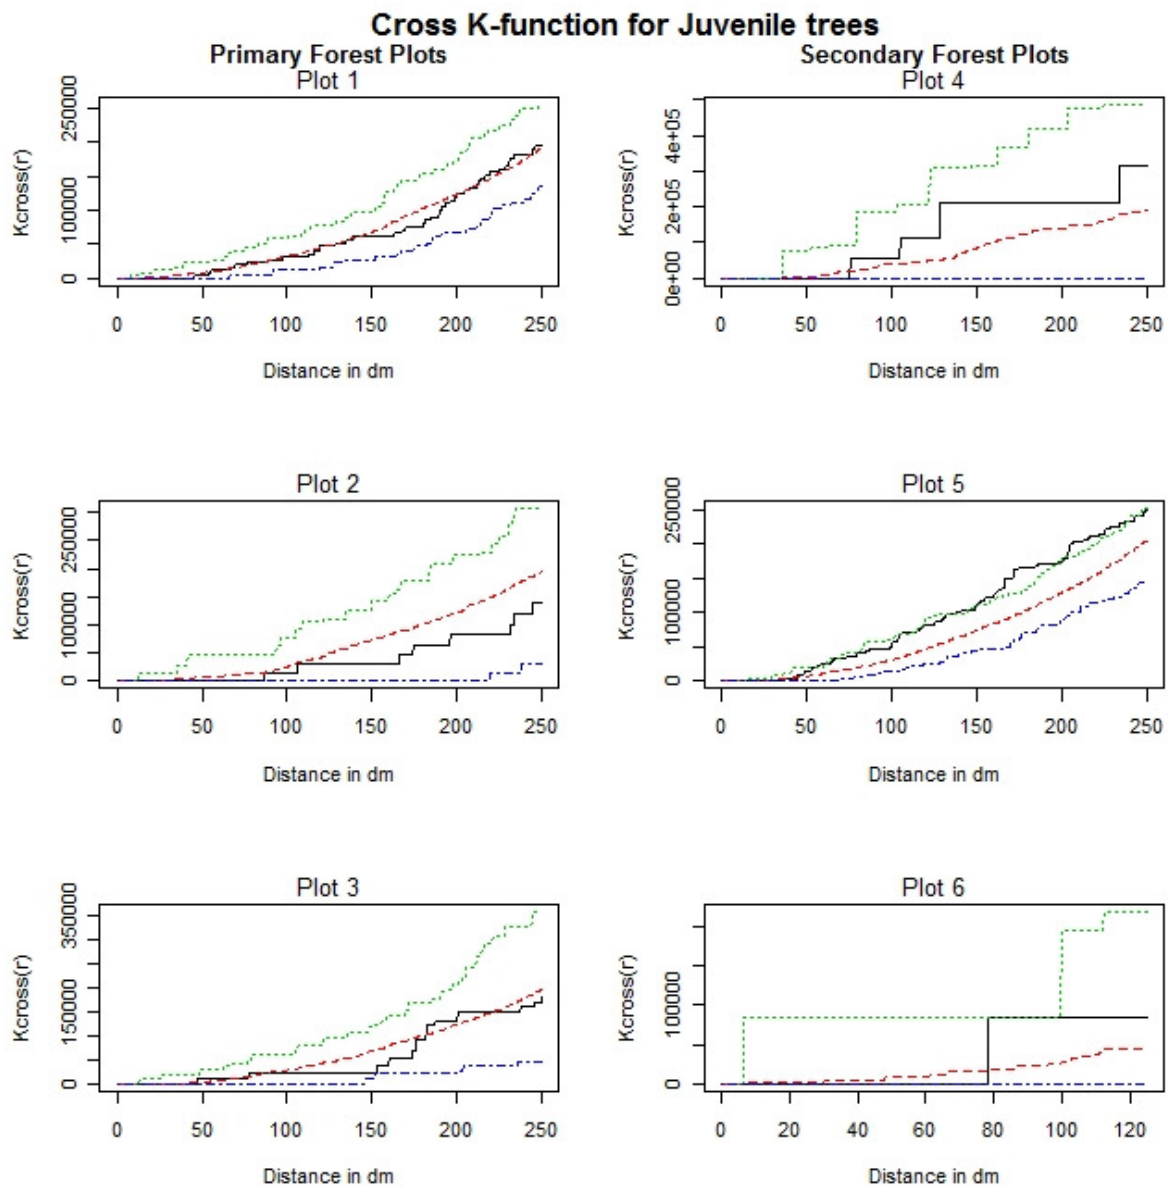 Cross K-function for Juvenile trees
Primary Forest Plots
Secondary Forest Plots
Plot 1
Kcross(r)
0 100000 250000
0 50 100 150 200 250
Distance in dm
Plot 4
Kcross(r)
0e+00 2e+05 4e+05
0 50 100 150 200 250
Distance in dm
Plot 2
Kcross(r)
0 100000 250000
0 50 100 150 200 250
Distance in dm
Plot 5
Kcross(r)
0 100000 250000
0 50 100 150 200 250
Distance in dm
Plot 3
Kcross(r)
0 150000 350000
0 50 100 150 200 250
Distance in dm
Plot 6
Kcross(r)
0 100000
0 20 40 60 80 100 120
Distance in dm